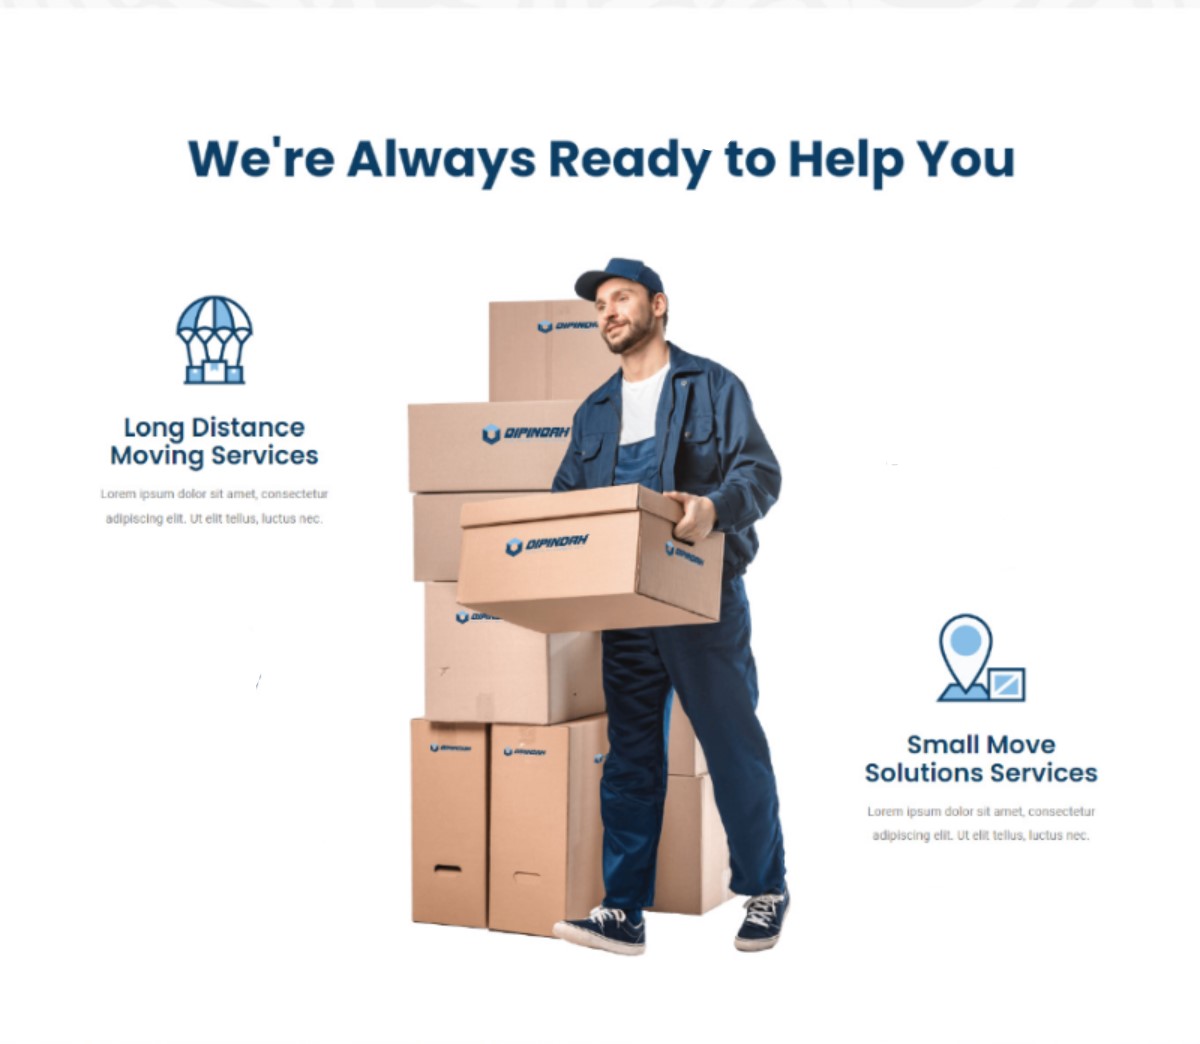 We're Always Ready to Help You
DIPINDAH
DIPINDAH
Long Distance
Moving Services
Lorem ipsum dolor sit amet, consectetur
adipiscing elit. Ut elit tellus, luctus nec.
DIPINDAH
DIPINDAH
Small Move
Solutions Services
Lorem ipsum dolor sit amet, consectetur
adipiscing elit. Ut elit tellus, luctus nec.
DIPINDAH
DIPINDAH